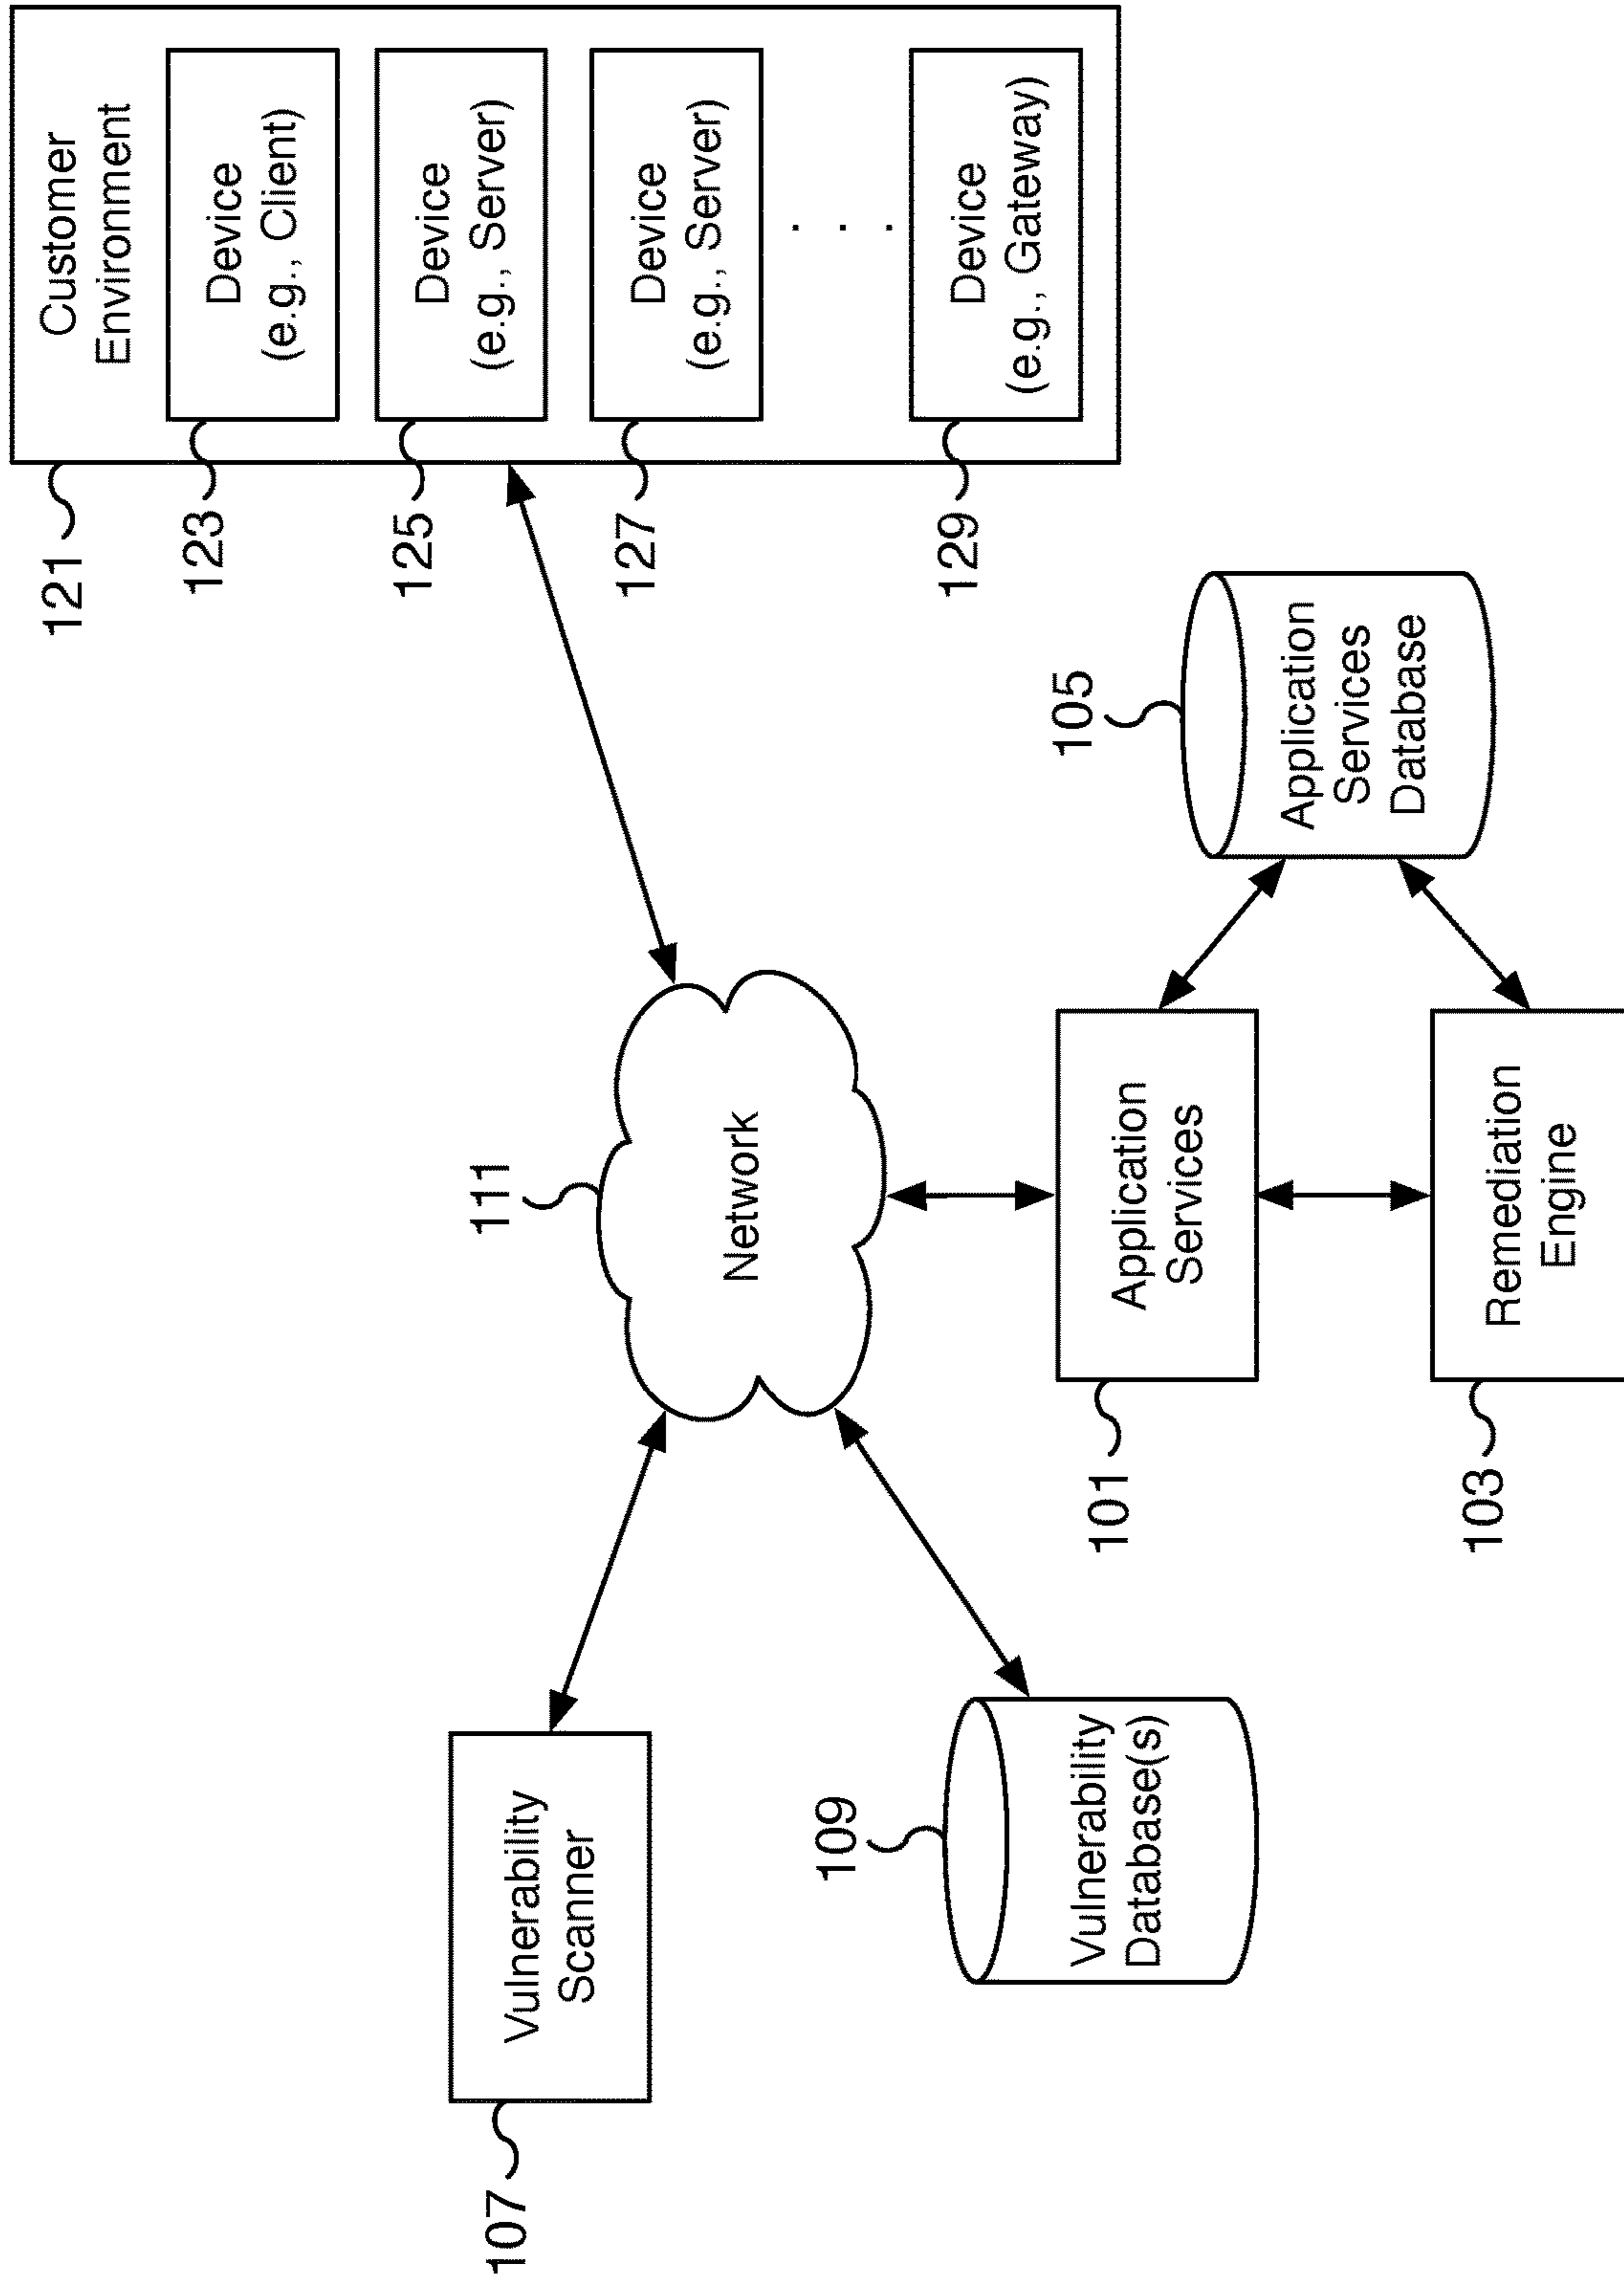 107
Vulnerability
Scanner
109
Vulnerability
Database(s)
111
Network
101
Application
Services
103
Remediation
Engine
105
Application
Services
Database
121
Customer
Environment
123
Device
(e.g., Client)
125
Device
(e.g., Server)
127
Device
(e.g., Server)
. . .
129
Device
(e.g., Gateway)